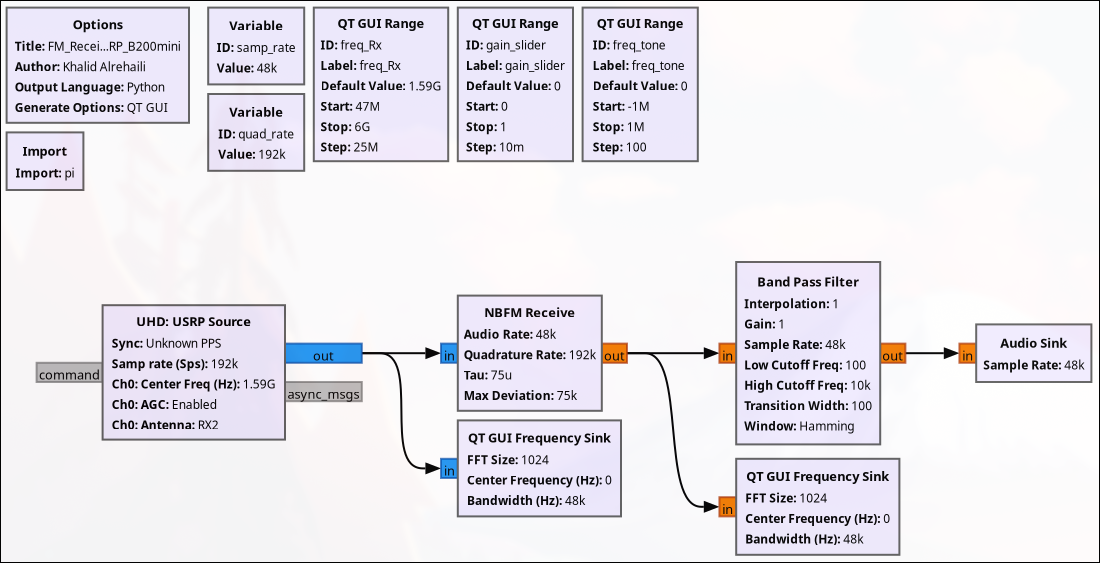 Options
Title: FM_Recei...RP_B200mini
Author: Khalid Alrehaili
Output Language: Python
Generate Options: QT GUI
Import
Import: pi
Variable
ID: samp_rate
Value: 48k
Variable
ID: quad_rate
Value: 192k
QT GUI Range
ID: freq_Rx
Label: freq_Rx
Default Value: 1.59G
Start: 47M
Stop: 6G
Step: 25M
QT GUI Range
ID: gain_slider
Label: gain_slider
Default Value: 0
Start: 0
Stop: 1
Step: 10m
QT GUI Range
ID: freq_tone
Label: freq_tone
Default Value: 0
Start: -1M
Stop: 1M
Step: 100
command
UHD: USRP Source
Sync: Unknown PPS
Samp rate (Sps): 192k
Ch0: Center Freq (Hz): 1.59G
Ch0: AGC: Enabled
Ch0: Antenna: RX2
out
async_msgs
in
NBFM Receive
Audio Rate: 48k
Quadrature Rate: 192k
Tau: 75u
Max Deviation: 75k
out
in
QT GUI Frequency Sink
FFT Size: 1024
Center Frequency (Hz): 0
Bandwidth (Hz): 48k
in
Band Pass Filter
Interpolation: 1
Gain: 1
Sample Rate: 48k
Low Cutoff Freq: 100
High Cutoff Freq: 10k
Transition Width: 100
Window: Hamming
out
in
QT GUI Frequency Sink
FFT Size: 1024
Center Frequency (Hz): 0
Bandwidth (Hz): 48k
in
Audio Sink
Sample Rate: 48k